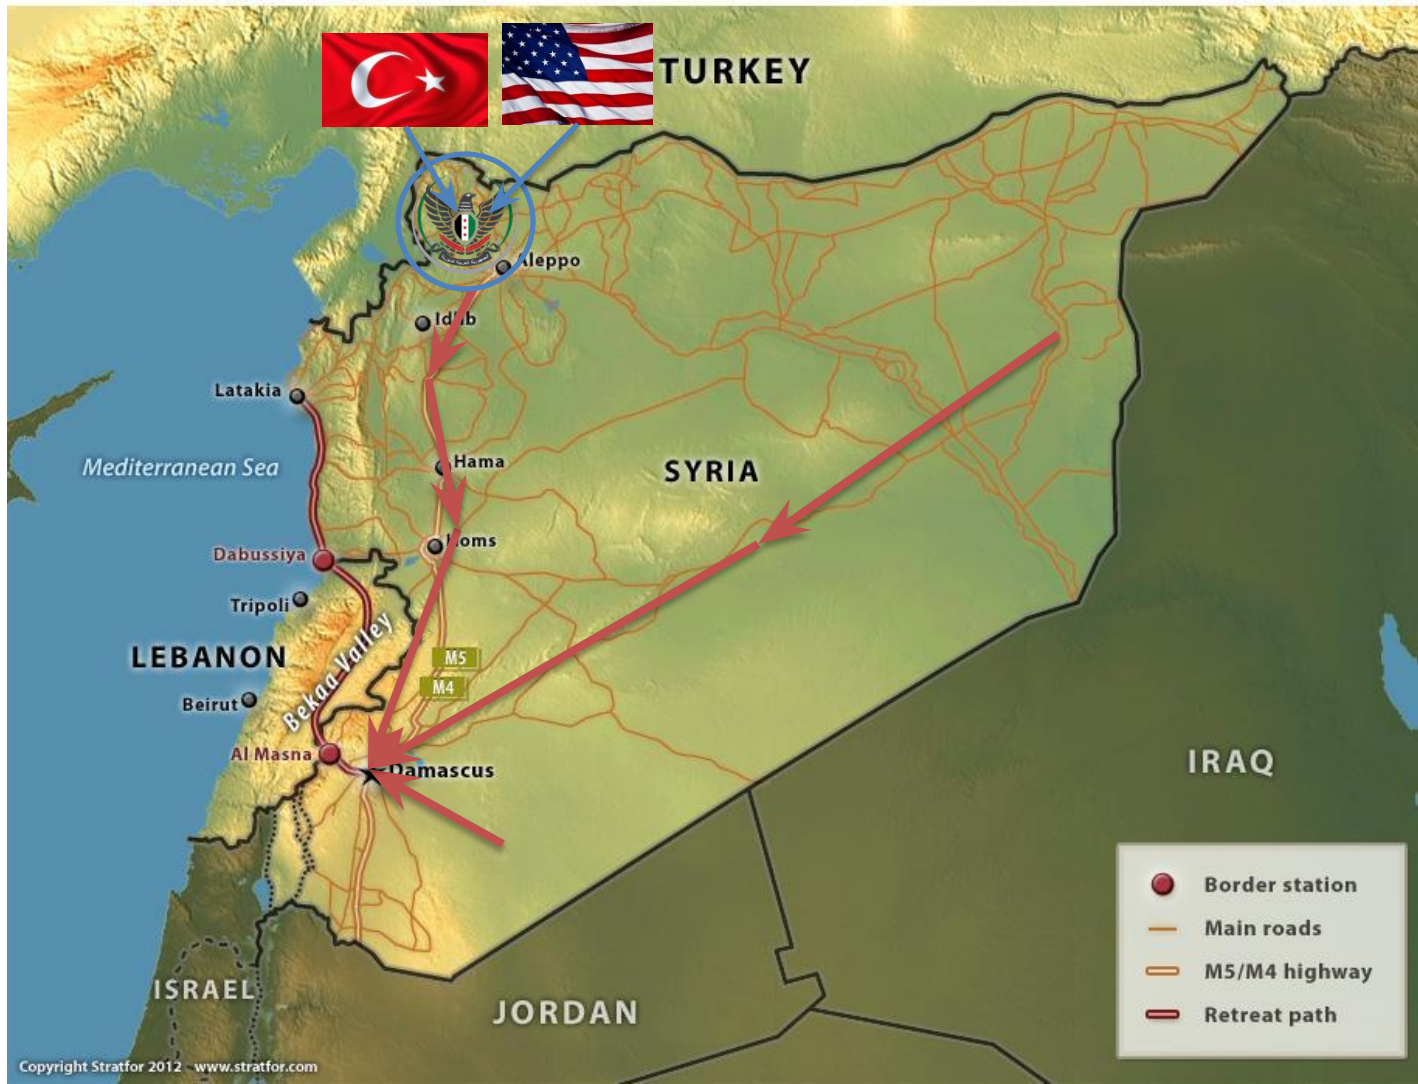 TURKEY
Aleppo
Idlib
Latakia
Hama
Mediterranean Sea
SYRIA
Homs
Dabussiya
Tripoli
LEBANON
Bekaa Valley
M5
M4
Beirut
Al Masna
Damascus
IRAQ
ISRAEL
JORDAN
Border station
Main roads
M5/M4 highway
Retreat path
Copyright Stratfor 2012 www.stratfor.com